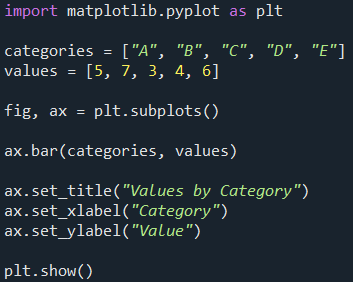 import matplotlib.pyplot as plt
categories = ["A", "B", "C", "D", "E"]
values = [5, 7, 3, 4, 6]
fig, ax = plt.subplots()
ax.bar(categories, values)
ax.set_title("Values by Category")
ax.set_xlabel("Category")
ax.set_ylabel("Value")
plt.show()